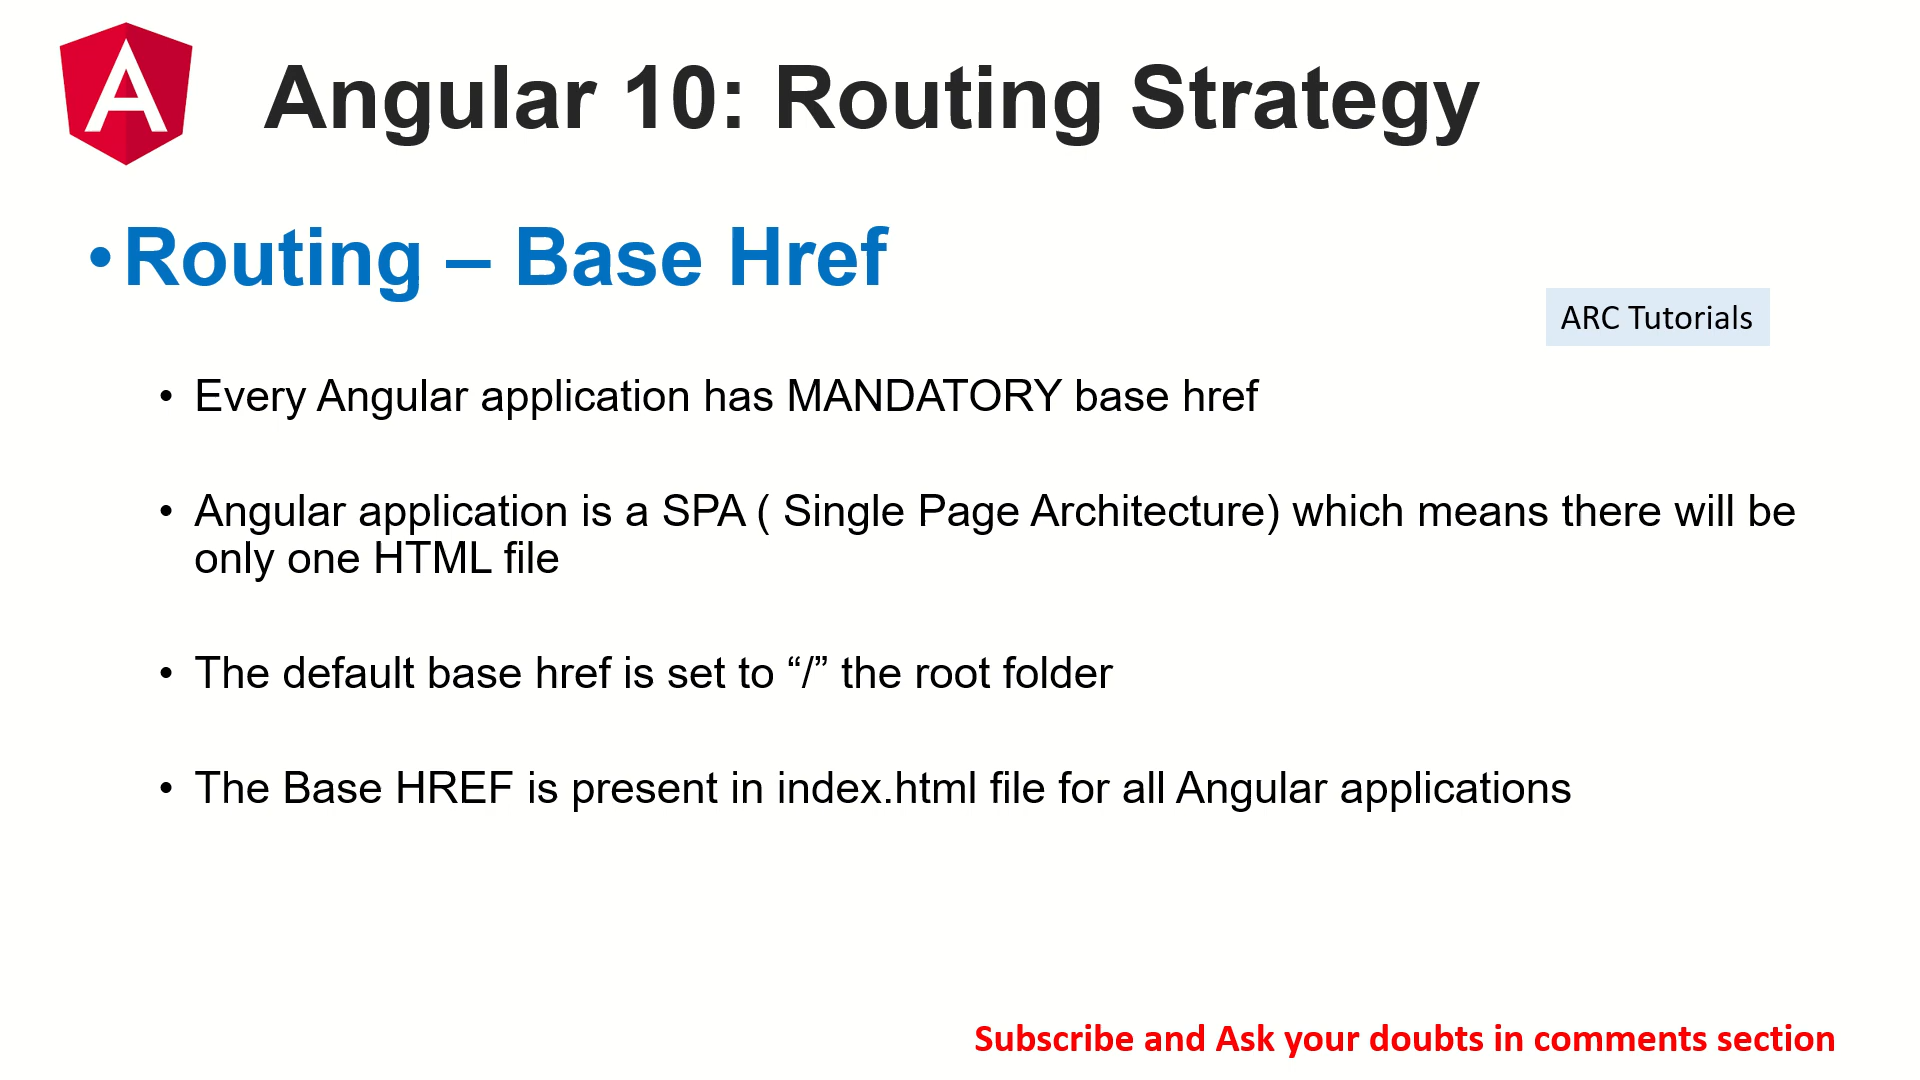 Angular 10: Routing Strategy
•Routing – Base Href
ARC Tutorials
• Every Angular application has MANDATORY base href
• Angular application is a SPA ( Single Page Architecture) which means there will be
only one HTML file
• The default base href is set to “/” the root folder
• The Base HREF is present in index.html file for all Angular applications
Subscribe and Ask your doubts in comments section